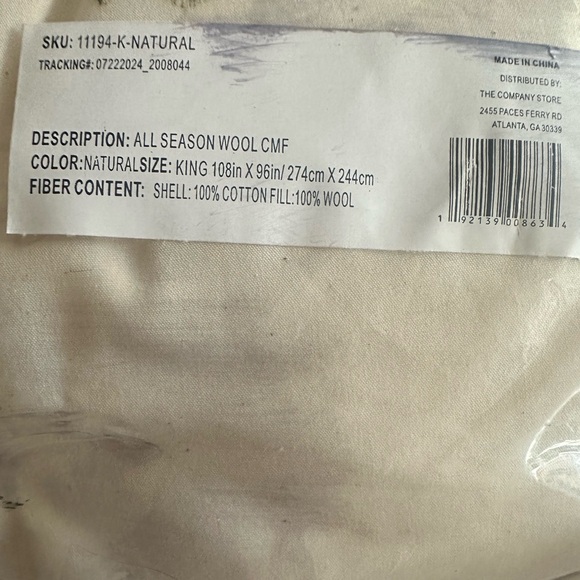 SKU: 11194-K-NATURAL
TRACKING#: 07222024_2008044
MADE IN CHINA
DISTRIBUTED BY:
THE COMPANY STORE
2455 PACES FERRY RD
ATLANTA, GA 30339
DESCRIPTION: ALL SEASON WOOL CMF
COLOR:NATURALSIZE: KING 108in X 96in/ 274cm X 244cm
FIBER CONTENT: SHELL: 100% COTTON FILL:100% WOOL
1 92139 00863 4